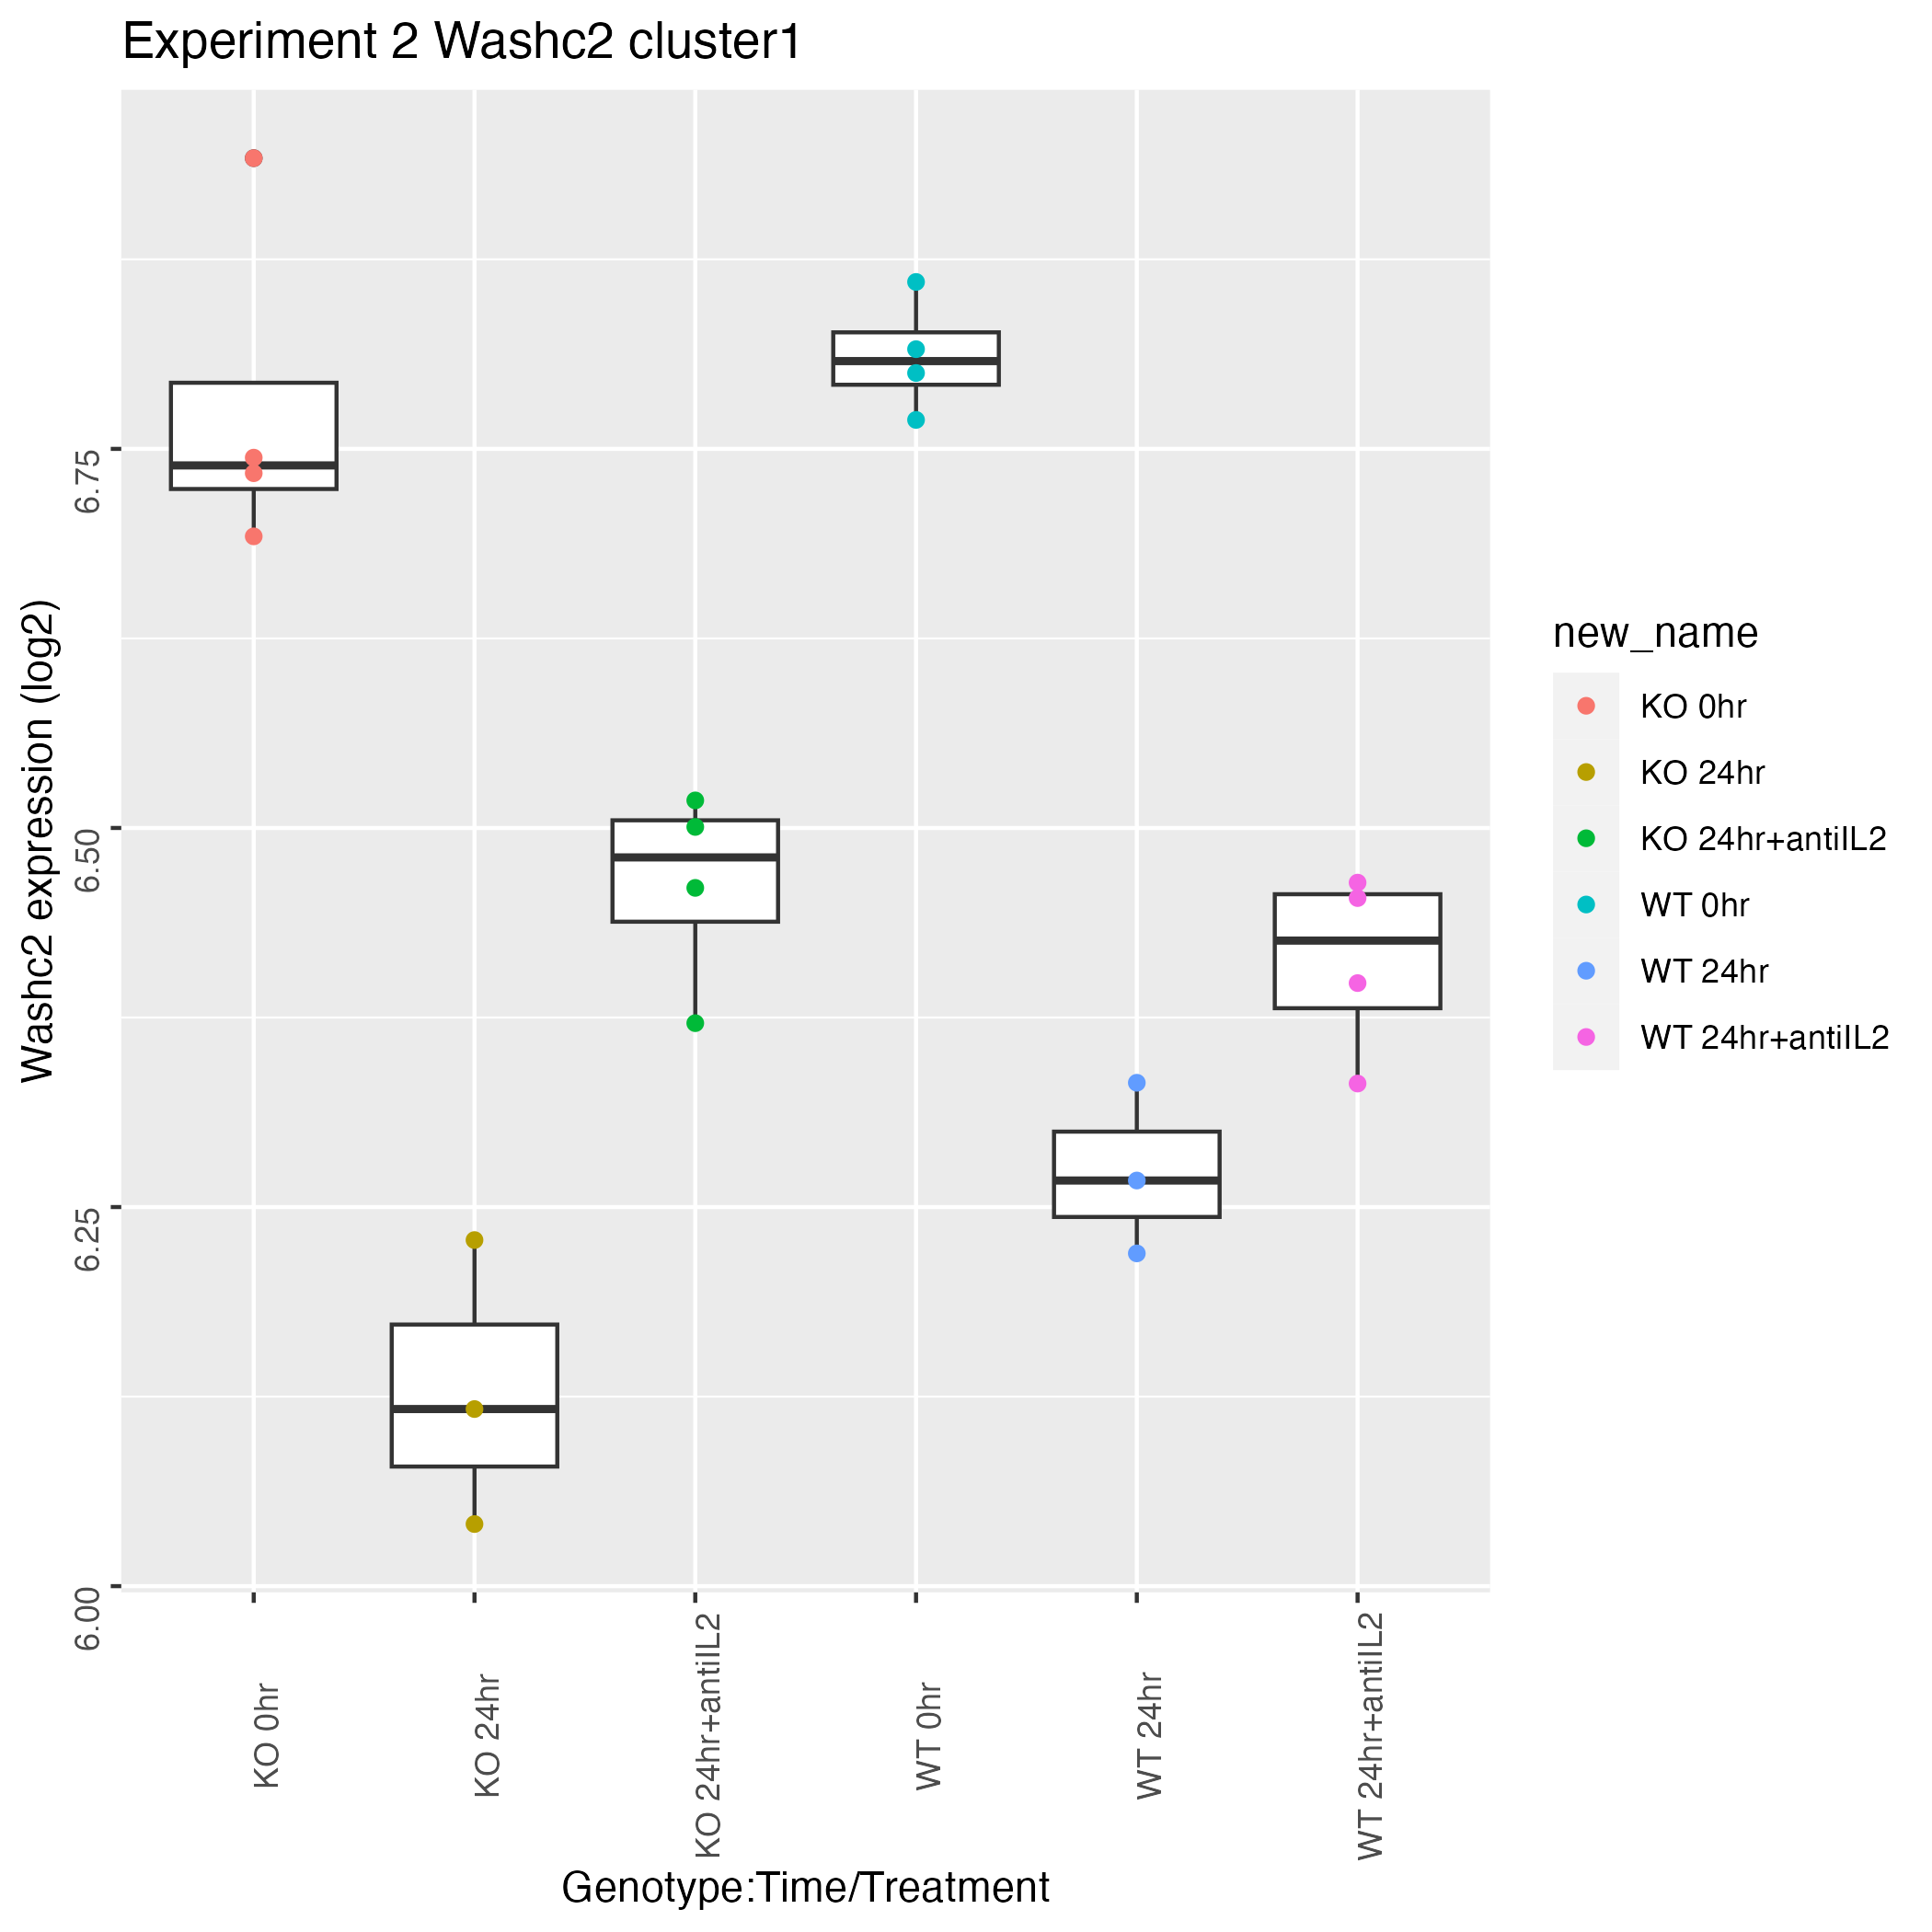 Experiment 2 Washc2 cluster1
Washc2 expression (log2)
6.75
6.50
6.25
6.00
KO 0hr
KO 24hr
KO 24hr+antiIL2
WT 0hr
WT 24hr
WT 24hr+antiIL2
Genotype:Time/Treatment
new_name
KO 0hr
KO 24hr
KO 24hr+antiIL2
WT 0hr
WT 24hr
WT 24hr+antiIL2